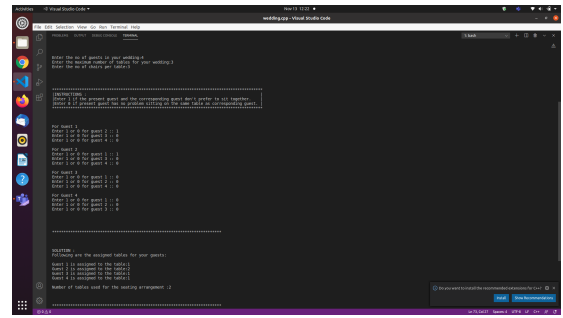 Activities
Visual Studio Code
Nov 13 12:22
wedding.cpp - Visual Studio Code
File Edit Selection View Go Run Terminal Help
PROBLEMS OUTPUT DEBUG CONSOLE TERMINAL
Enter the no of guests in your wedding:4
Enter the maximum number of tables for your wedding:3
Enter the no of chairs per table:3
INSTRUCTIONS :
Enter 1 if the present guest and the corresponding guest don't prefer to sit together.
Enter 0 if present guest has no problem sitting on the same table as corresponding guest.
For Guest 1
Enter 1 or 0 for guest 2 :: 1
Enter 1 or 0 for guest 3 :: 0
Enter 1 or 0 for guest 4 :: 0
For Guest 2
Enter 1 or 0 for guest 1 :: 1
Enter 1 or 0 for guest 3 :: 0
Enter 1 or 0 for guest 4 :: 0
For Guest 3
Enter 1 or 0 for guest 1 :: 0
Enter 1 or 0 for guest 2 :: 0
Enter 1 or 0 for guest 4 :: 0
For Guest 4
Enter 1 or 0 for guest 1 :: 0
Enter 1 or 0 for guest 2 :: 0
Enter 1 or 0 for guest 3 :: 0
SOLUTION :
Following are the assigned tables for your guests:
Guest 1 is assigned to the table:1
Guest 2 is assigned to the table:2
Guest 3 is assigned to the table:1
Guest 4 is assigned to the table:1
Number of tables used for the seating arrangement :2
Do you want to install the recommended extensions for C++?
Install
Show Recommendations
Spaces: 4 UTF-8 LF C++